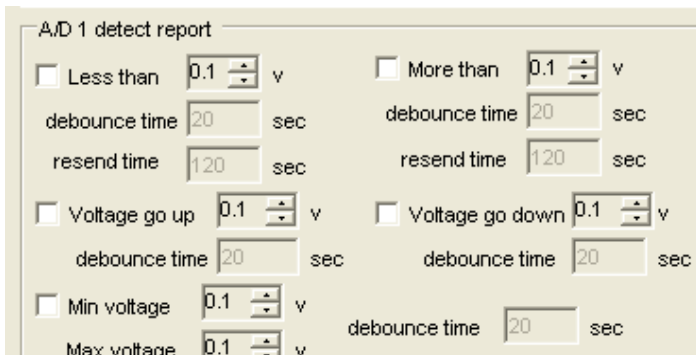 A/D 1 detect report
Less than 0.1 v More than 0.1 v
debounce time 20 sec debounce time 20 sec
resend time 120 sec resend time 120 sec
Voltage go up 0.1 v Voltage go down 0.1 v
debounce time 20 sec debounce time 20 sec
Min voltage 0.1 v
debounce time 20 sec
Max voltage 0.1 v